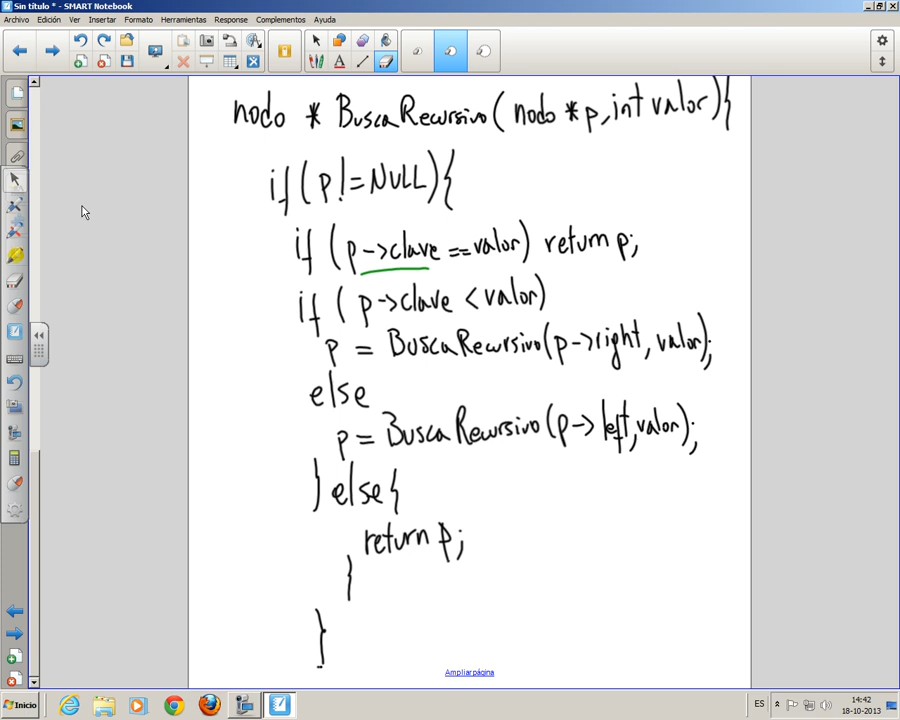 Sin título * - SMART Notebook
Archivo Edición Ver Insertar Formato Herramientas Response Complementos Ayuda
nodo * BuscaRecursivo( nodo *p, int valor){
if ( p!=NULL){
if ( p->clave ==valor) return p;
if ( p->clave < valor)
p = BuscaRecursivo(p->right, valor);
else
p = BuscaRecursivo(p-> left, valor);
} else {
return p;
}
}
Ampliar página
Inicio
ES
14:42
18-10-2013